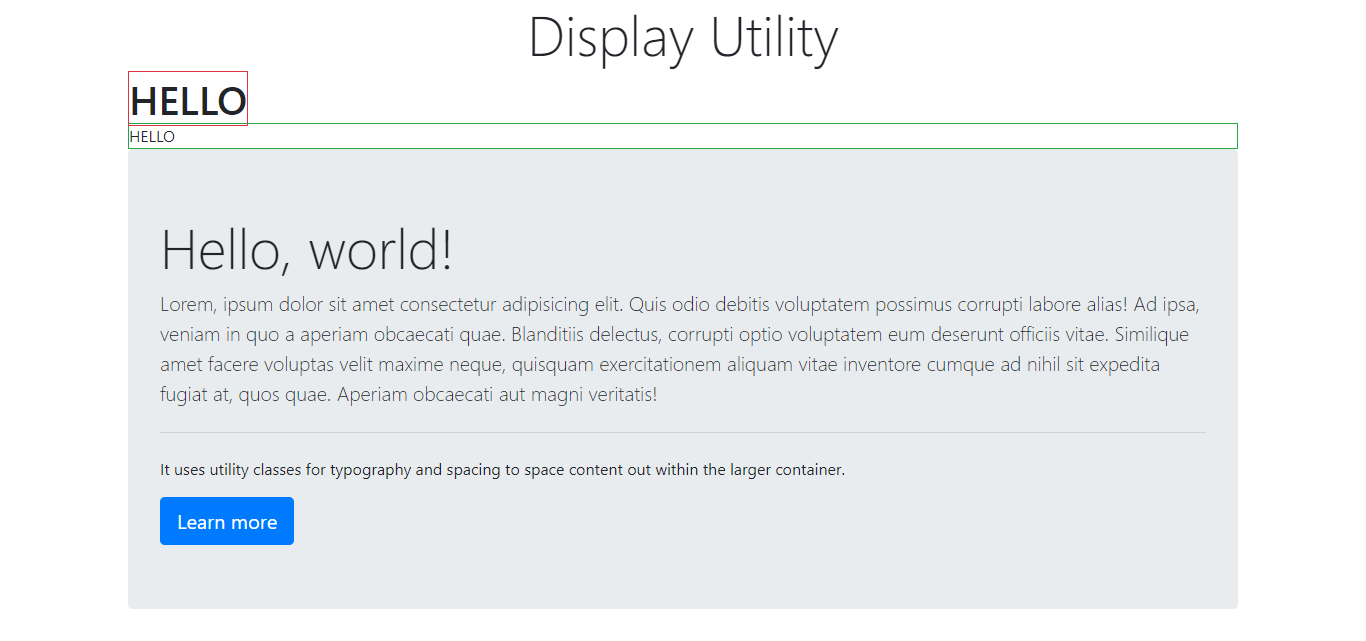 Display Utility
HELLO
HELLO
Hello, world!
Lorem, ipsum dolor sit amet consectetur adipisicing elit. Quis odio debitis voluptatem possimus corrupti labore alias! Ad ipsa,
veniam in quo a aperiam obcaecati quae. Blanditiis delectus, corrupti optio voluptatem eum deserunt officiis vitae. Similique
amet facere voluptas velit maxime neque, quisquam exercitationem aliquam vitae inventore cumque ad nihil sit expedita
fugiat at, quos quae. Aperiam obcaecati aut magni veritatis!
It uses utility classes for typography and spacing to space content out within the larger container.
Learn more